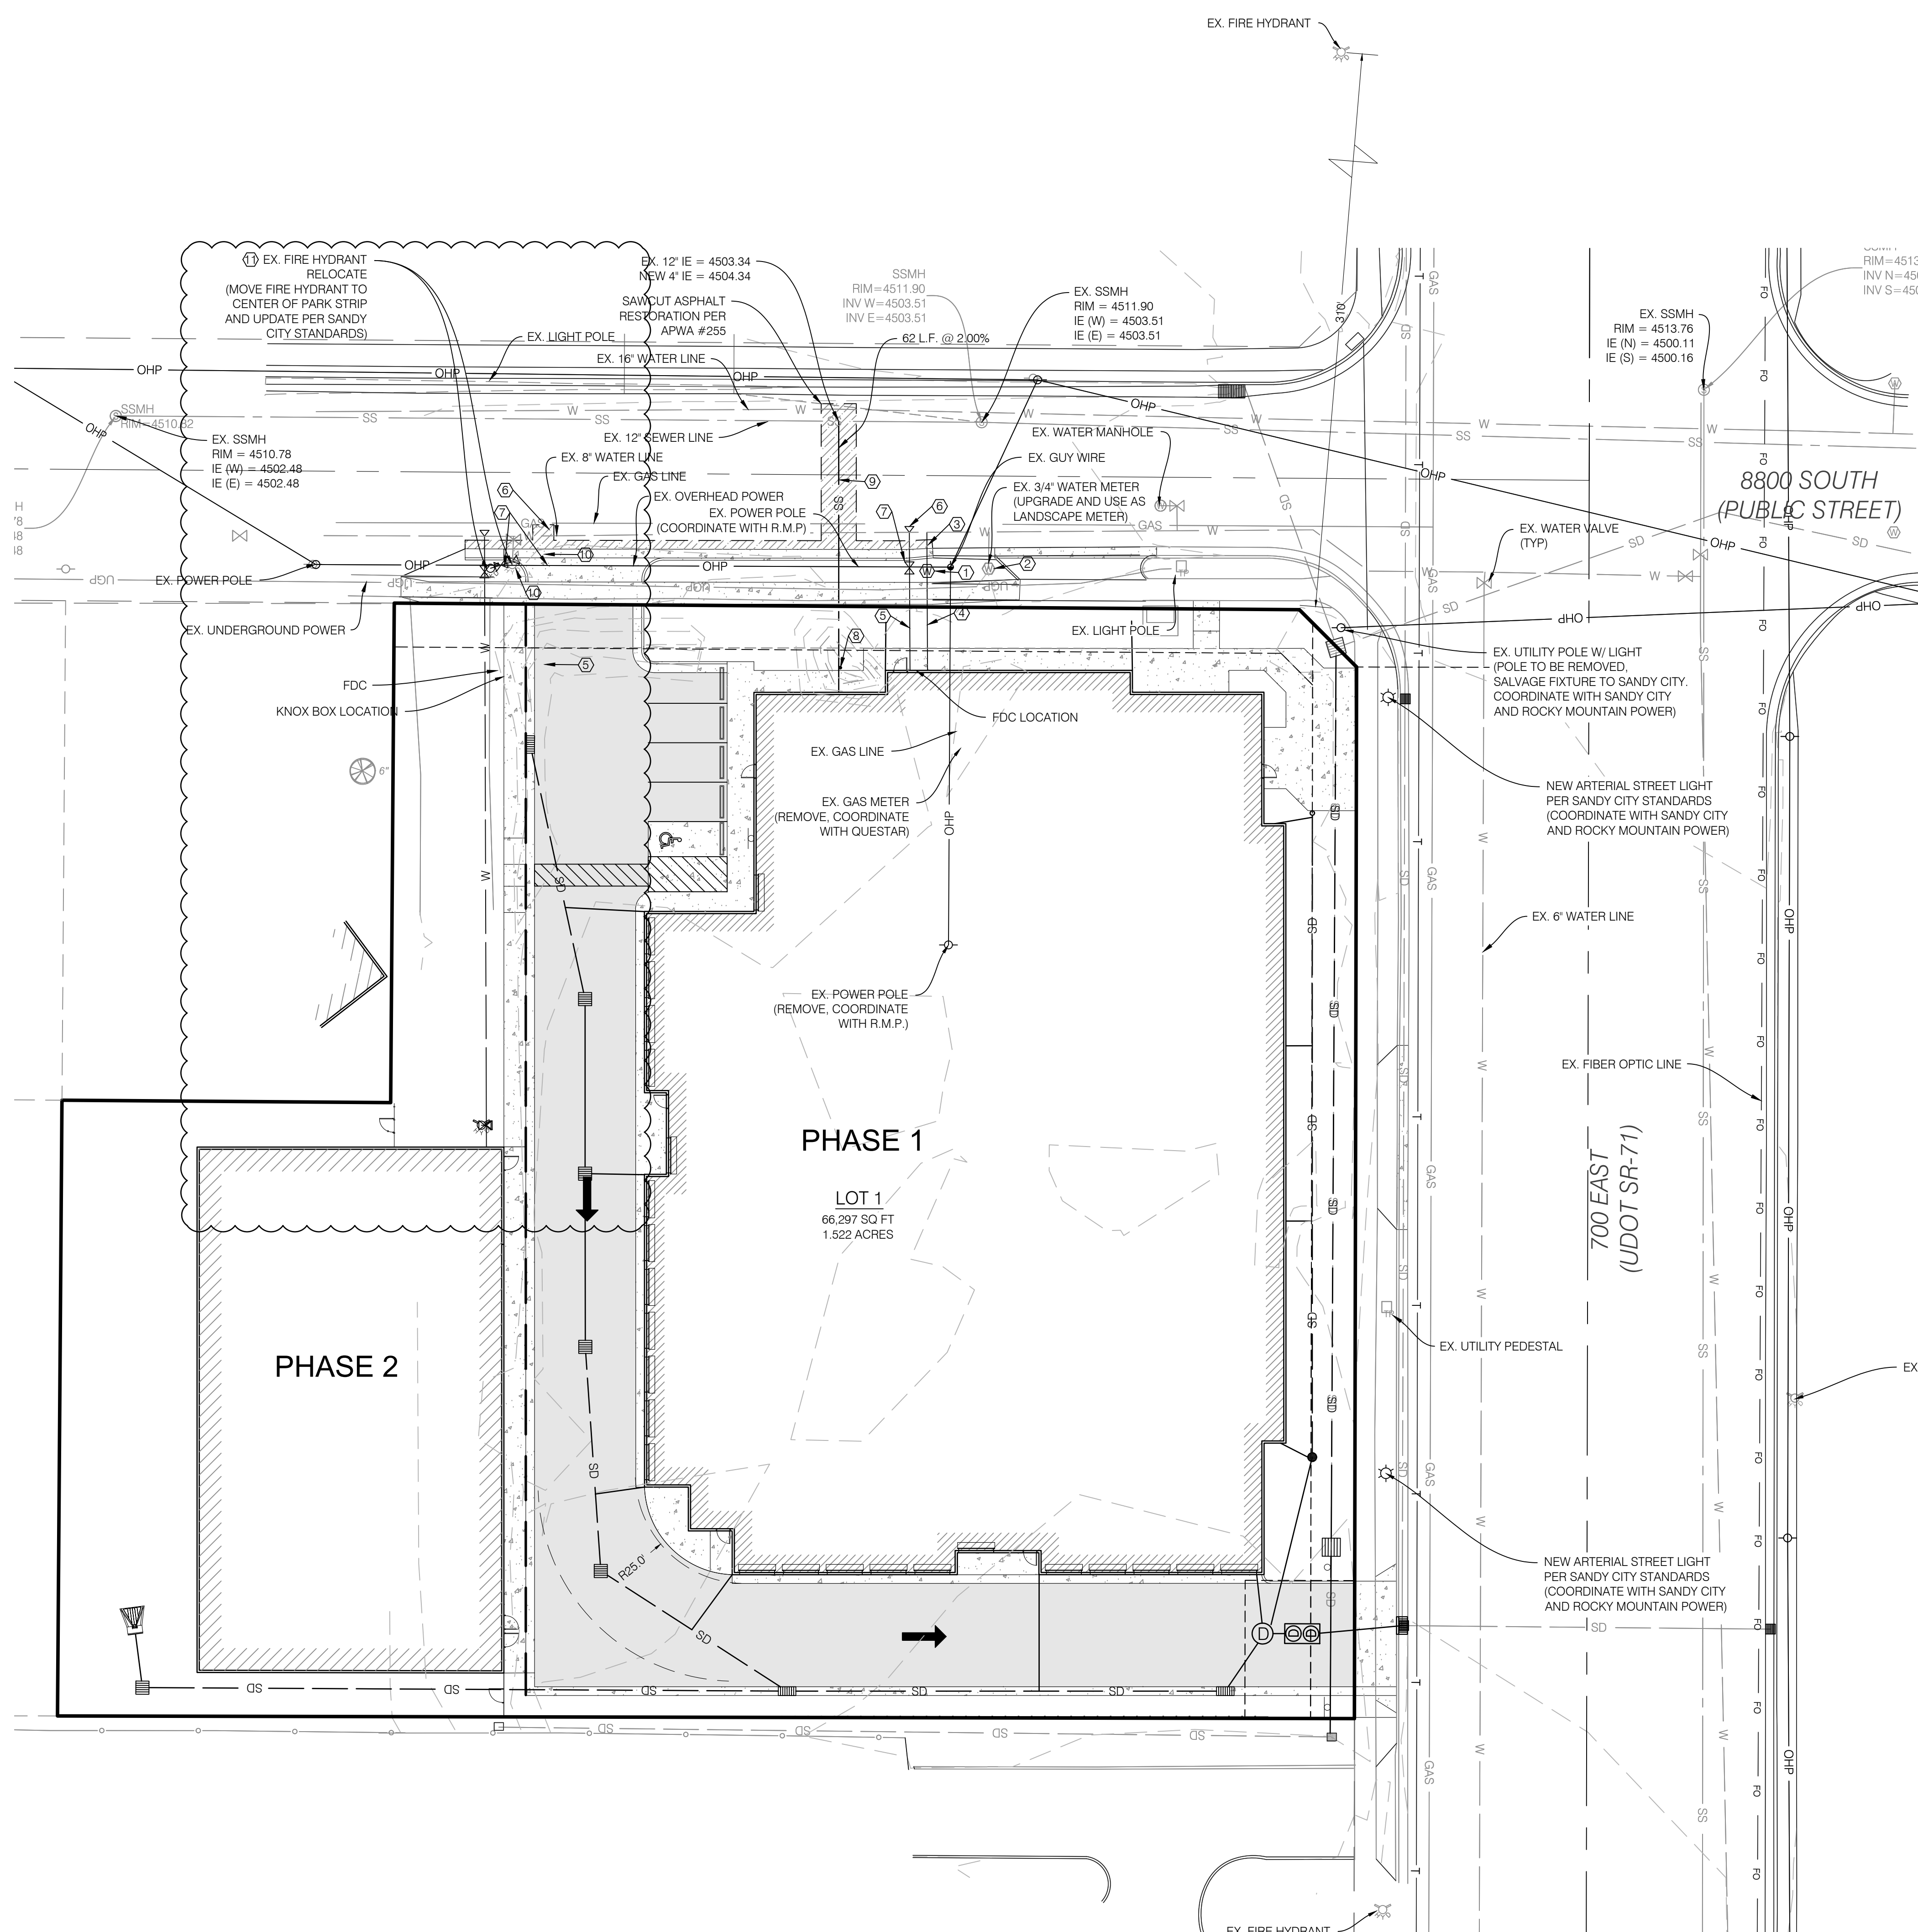 EX. FIRE HYDRANT
11 EX. FIRE HYDRANT
RELOCATE
(MOVE FIRE HYDRANT TO
CENTER OF PARK STRIP
AND UPDATE PER SANDY
CITY STANDARDS)
EX. 12" IE = 4503.34
NEW 4" IE = 4504.34
SAWCUT ASPHALT
RESTORATION PER
APWA #255
SSMH
RIM=4511.90
INV W=4503.51
INV E=4503.51
EX. SSMH
RIM = 4511.90
IE (W) = 4503.51
IE (E) = 4503.51
62 L.F. @ 2.00%
310'
EX. SSMH
RIM = 4513.76
IE (N) = 4500.11
IE (S) = 4500.16
EX. LIGHT POLE
EX. 16" WATER LINE
EX. 12" SEWER LINE
EX. 8" WATER LINE
EX. GAS LINE
EX. OVERHEAD POWER
EX. POWER POLE
(COORDINATE WITH R.M.P)
SSMH
RIM=4510.82
EX. SSMH
RIM = 4510.78
IE (W) = 4502.48
IE (E) = 4502.48
EX. WATER MANHOLE
EX. GUY WIRE
EX. 3/4" WATER METER
(UPGRADE AND USE AS
LANDSCAPE METER)
8800 SOUTH
(PUBLIC STREET)
EX. WATER VALVE
(TYP)
EX. POWER POLE
EX. UNDERGROUND POWER
EX. LIGHT POLE
EX. UTILITY POLE W/ LIGHT
(POLE TO BE REMOVED,
SALVAGE FIXTURE TO SANDY CITY.
COORDINATE WITH SANDY CITY
AND ROCKY MOUNTAIN POWER)
FDC
KNOX BOX LOCATION
FDC LOCATION
6"
EX. GAS LINE
EX. GAS METER
(REMOVE, COORDINATE
WITH QUESTAR)
NEW ARTERIAL STREET LIGHT
PER SANDY CITY STANDARDS
(COORDINATE WITH SANDY CITY
AND ROCKY MOUNTAIN POWER)
EX. 6" WATER LINE
EX. POWER POLE
(REMOVE, COORDINATE
WITH R.M.P.)
EX. FIBER OPTIC LINE
PHASE 1
LOT 1
66,297 SQ FT
1.522 ACRES
700 EAST
(UDOT SR-71)
EX. UTILITY PEDESTAL
PHASE 2
R25.0'
NEW ARTERIAL STREET LIGHT
PER SANDY CITY STANDARDS
(COORDINATE WITH SANDY CITY
AND ROCKY MOUNTAIN POWER)
EX. FIRE HYDRANT